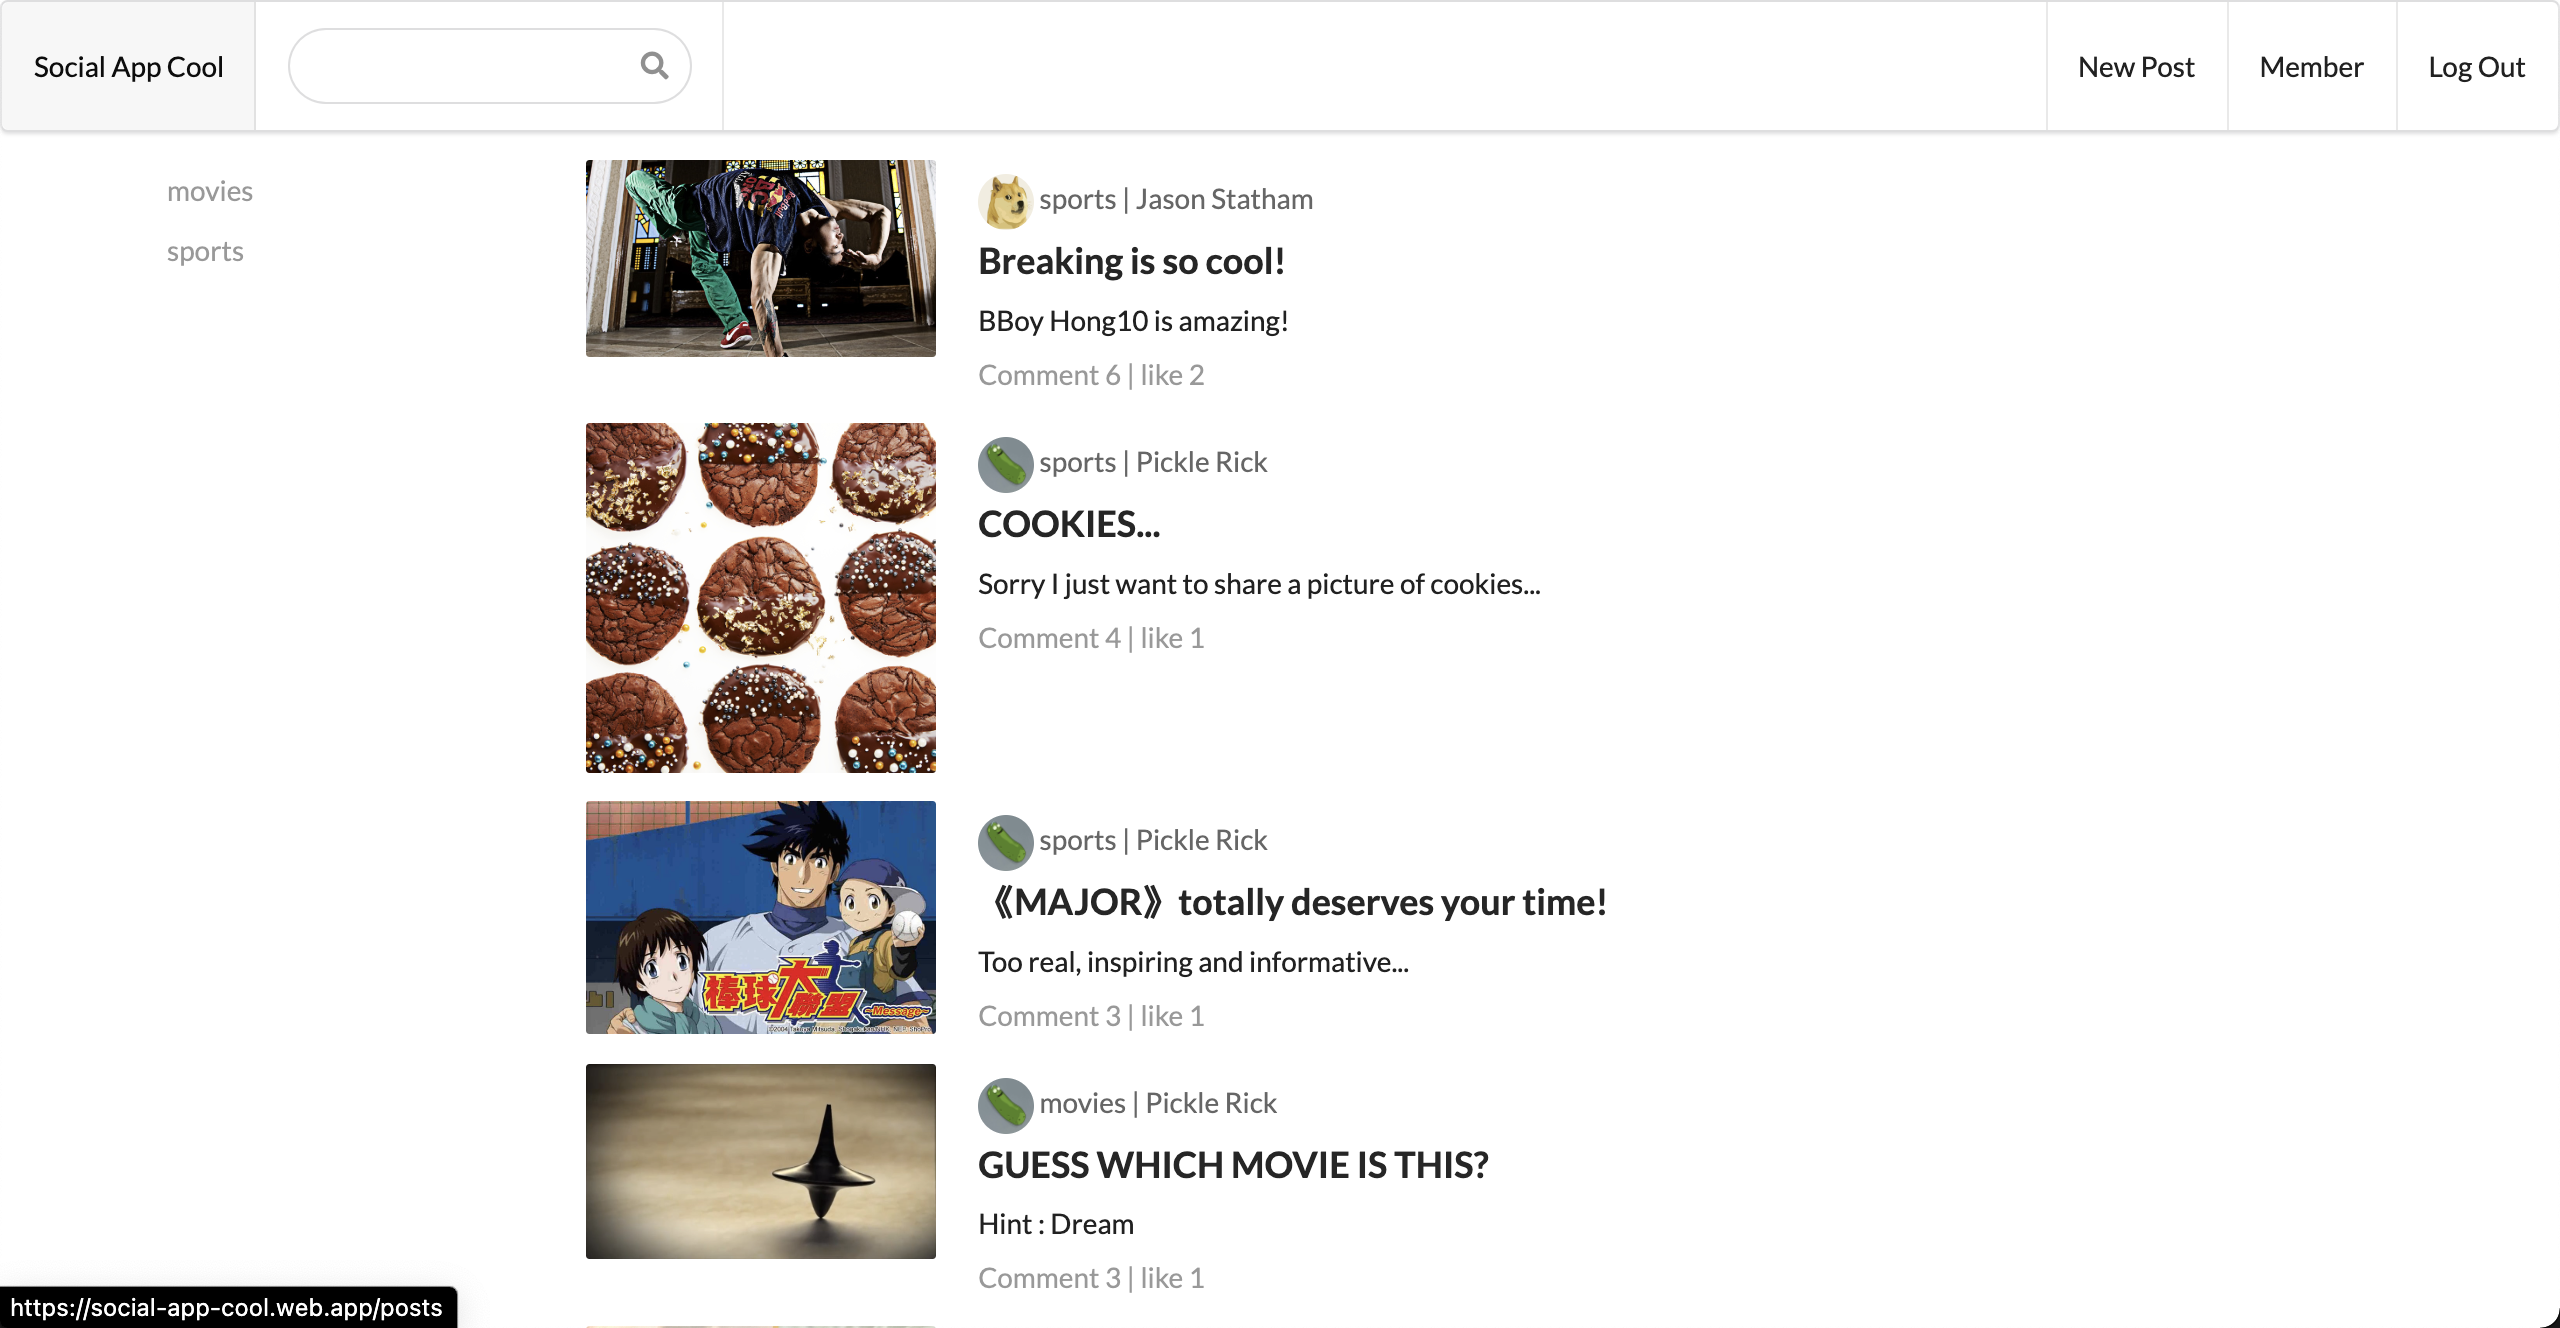 Social App Cool
New Post
Member
Log Out
movies
sports
sports | Jason Statham
Breaking is so cool!
BBoy Hong10 is amazing!
Comment 6 | like 2
sports | Pickle Rick
COOKIES...
Sorry I just want to share a picture of cookies...
Comment 4 | like 1
棒球大聯盟
~Message~
sports | Pickle Rick
《MAJOR》totally deserves your time!
Too real, inspiring and informative...
Comment 3 | like 1
movies | Pickle Rick
GUESS WHICH MOVIE IS THIS?
Hint : Dream
Comment 3 | like 1
https://social-app-cool.web.app/posts